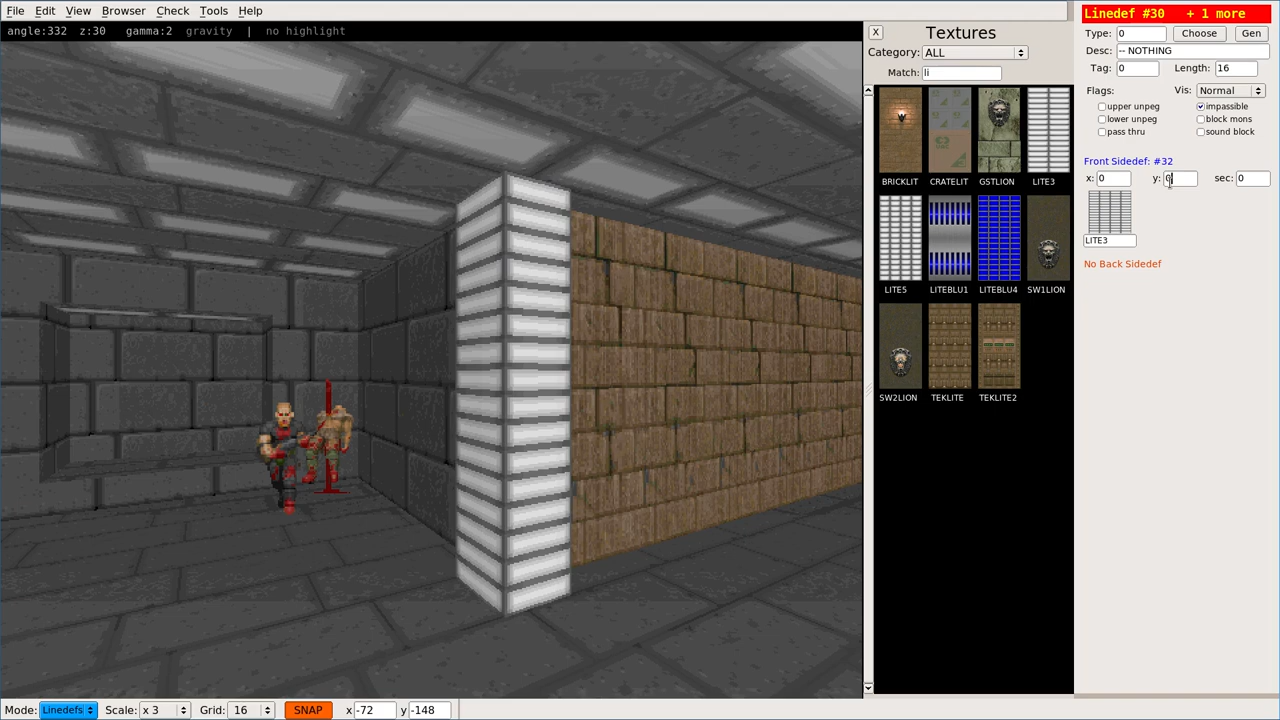 File Edit View Browser Check Tools Help
angle:332 z:30 gamma:2 gravity | no highlight
X Textures
Category: ALL
Match: li
BRICKLIT CRATELIT GSTLION LITE3
LITE5 LITEBLU1 LITEBLU4 SW1LION
SW2LION TEKLITE TEKLITE2
Linedef #30 + 1 more
Type: 0 Choose Gen
Desc: -- NOTHING
Tag: 0 Length: 16
Flags: Vis: Normal
upper unpeg impassible
lower unpeg block mons
pass thru sound block
Front Sidedef: #32
x: 0 y: 0 sec: 0
LITE3
No Back Sidedef
Mode: Linedefs Scale: x 3 Grid: 16 SNAP x -72 y -148